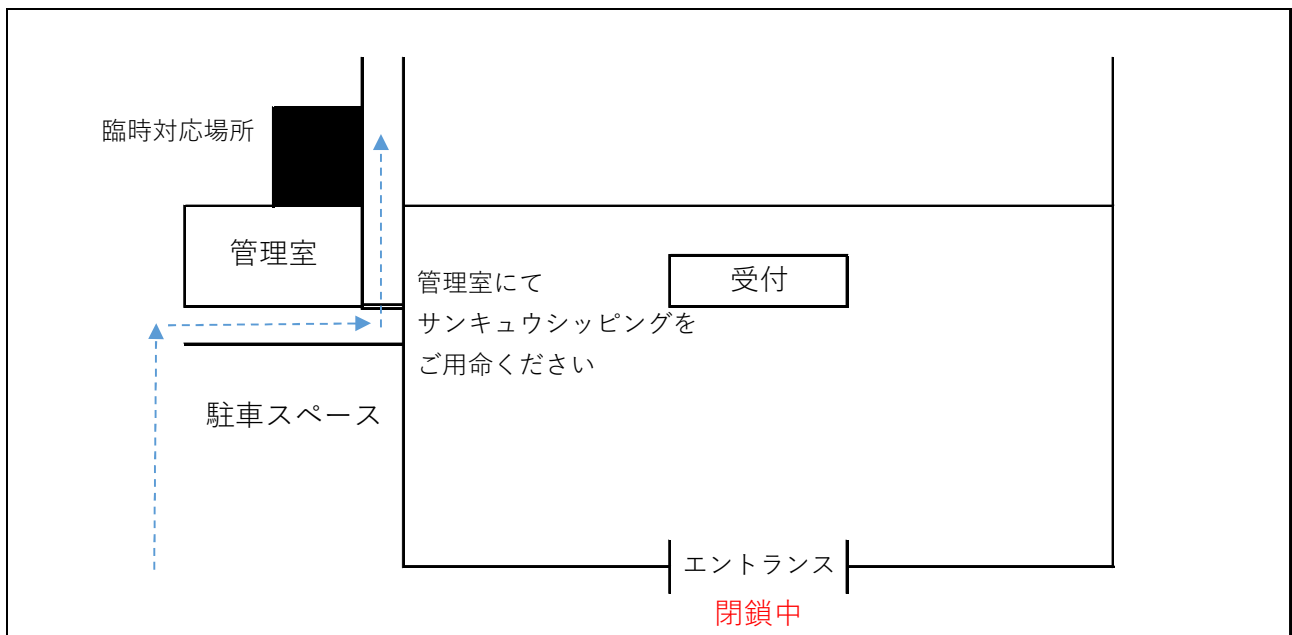 臨時対応場所
管理室
管理室にて
サンキュウシッピングを
ご用命ください
受付
駐車スペース
エントランス
閉鎖中